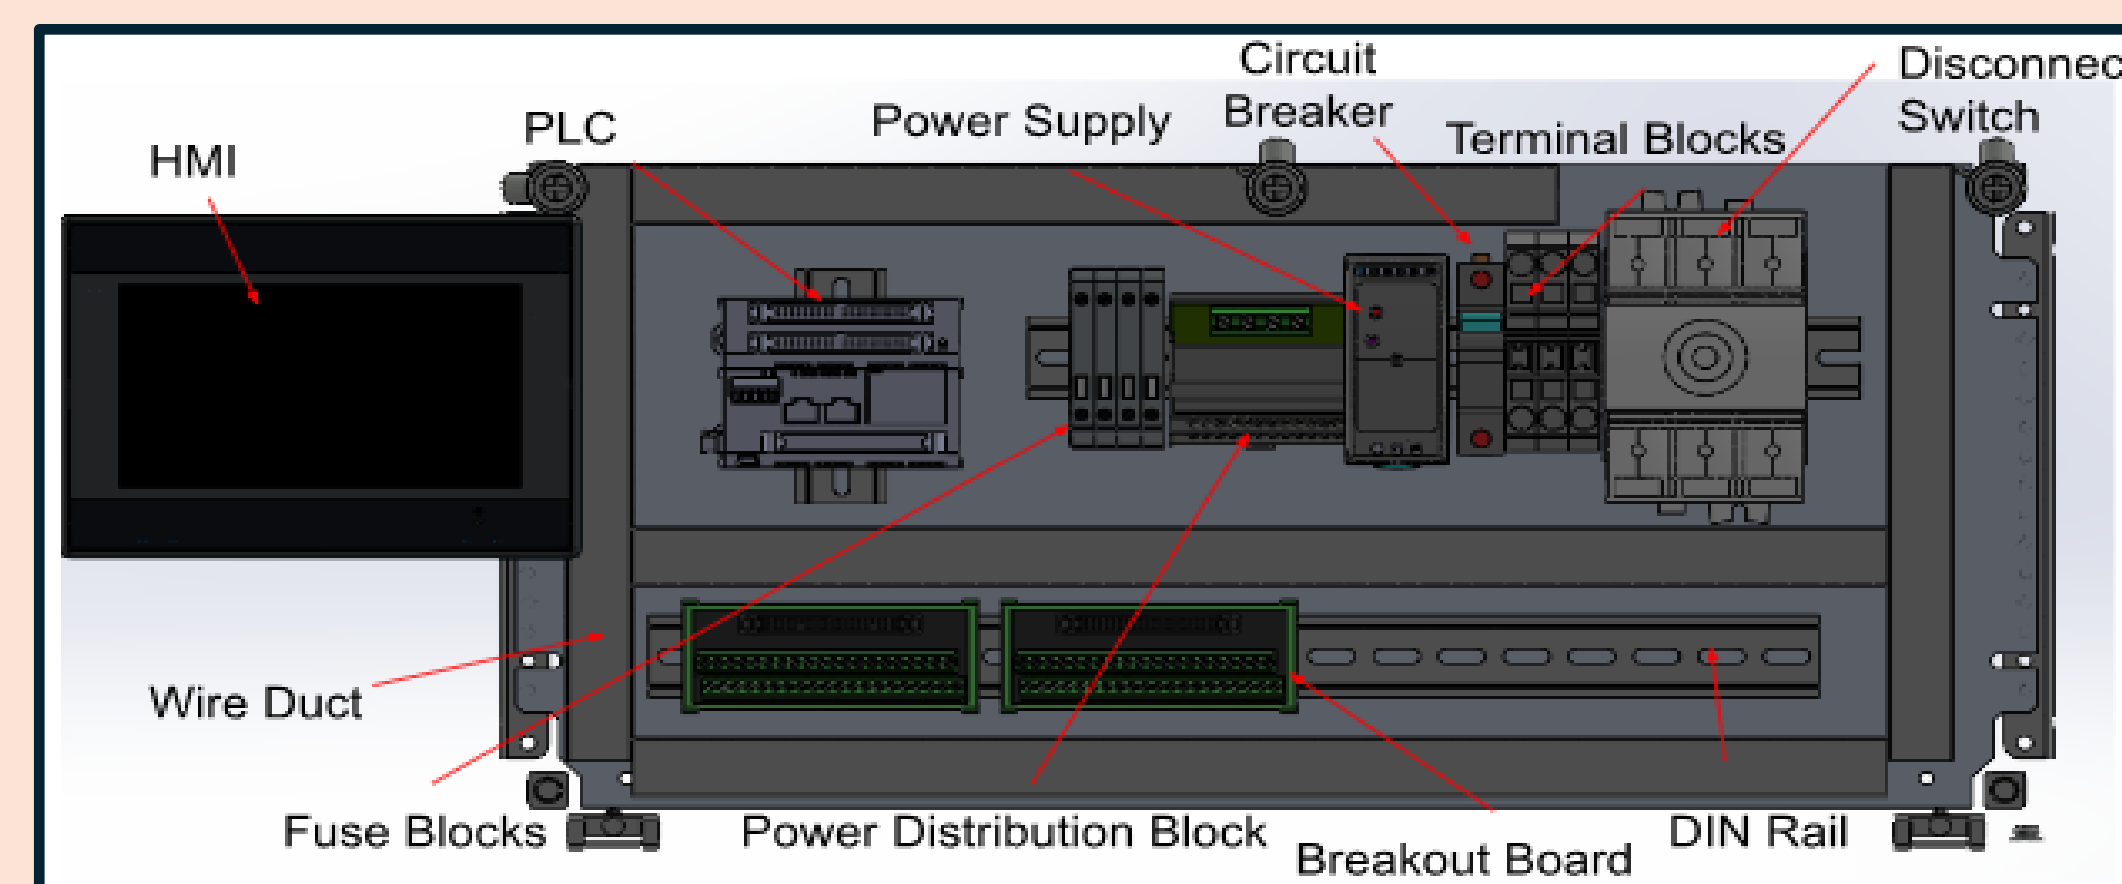 Circuit
Breaker
Disconnec
Switch
Power Supply
Terminal Blocks
PLC
HMI
Wire Duct
Fuse Blocks
Power Distribution Block
Breakout Board
DIN Rail